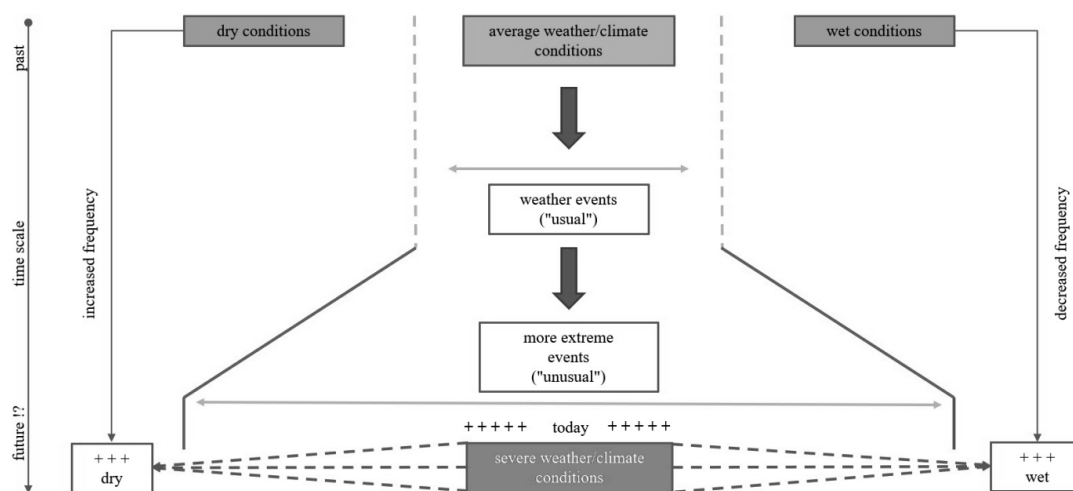 past
time scale
future !?
increased frequency
dry conditions
average weather/climate
conditions
wet conditions
decreased frequency
weather events
("usual")
more extreme
events
("unusual")
+ + + + + today + + + + +
severe weather/climate
conditions
+ + +
dry
+ + +
wet